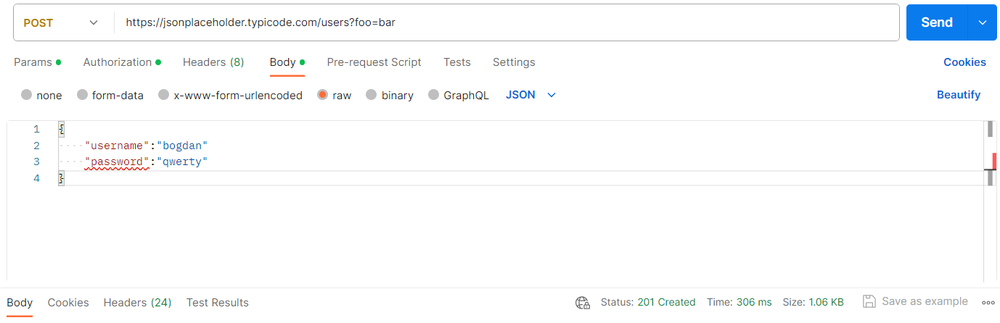 POST https://jsonplaceholder.typicode.com/users?foo=bar Send
Params Authorization Headers (8) Body Pre-request Script Tests Settings Cookies
none form-data x-www-form-urlencoded raw binary GraphQL JSON Beautify
1 {
2 ····"username":"bogdan"
3 ····"password":"qwerty"
4 }
Body Cookies Headers (24) Test Results Status: 201 Created Time: 306 ms Size: 1.06 KB Save as example